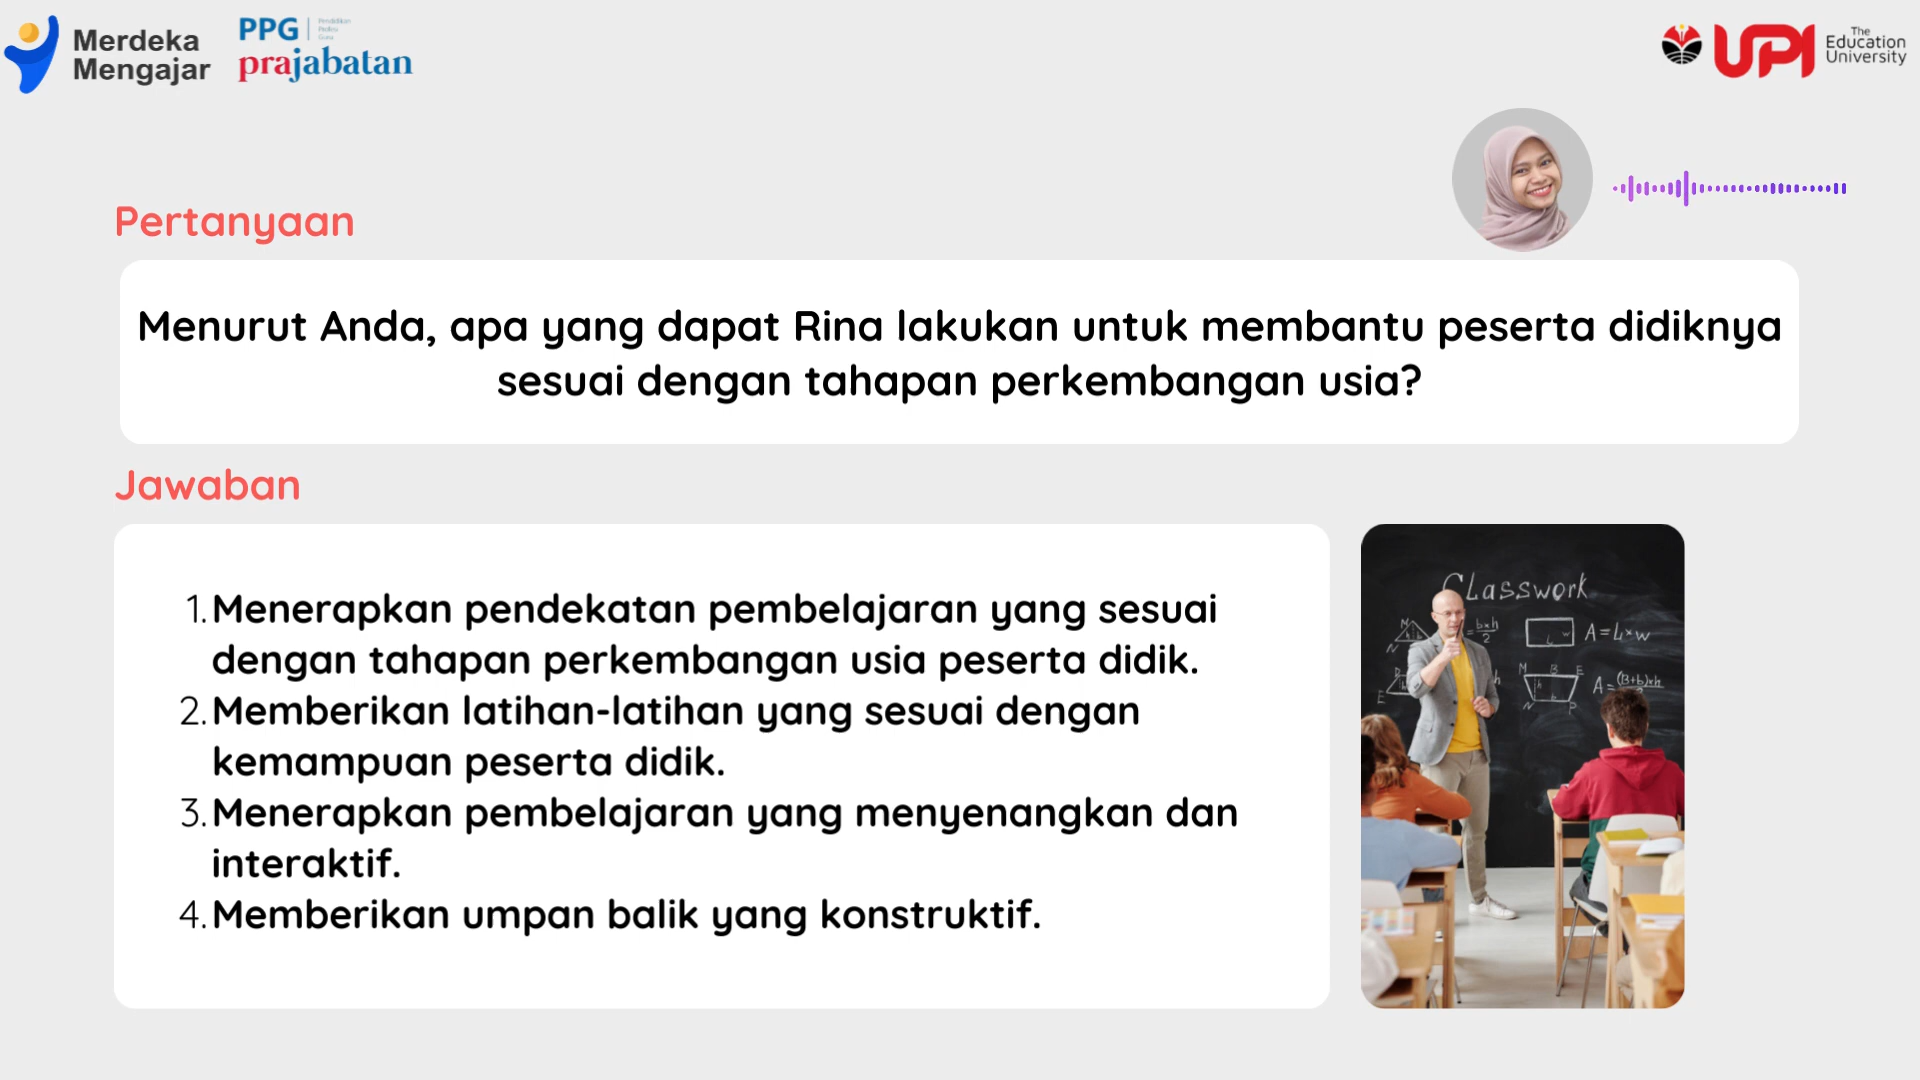 Merdeka
Mengajar
PPG
Pendidikan
Profesi
Guru
prajabatan
UPI
The
Education
University
Pertanyaan
Menurut Anda, apa yang dapat Rina lakukan untuk membantu peserta didiknya
sesuai dengan tahapan perkembangan usia?
Jawaban
1. Menerapkan pendekatan pembelajaran yang sesuai
dengan tahapan perkembangan usia peserta didik.
2. Memberikan latihan-latihan yang sesuai dengan
kemampuan peserta didik.
3. Menerapkan pembelajaran yang menyenangkan dan
interaktif.
4. Memberikan umpan balik yang konstruktif.
Classwork
A=L×w